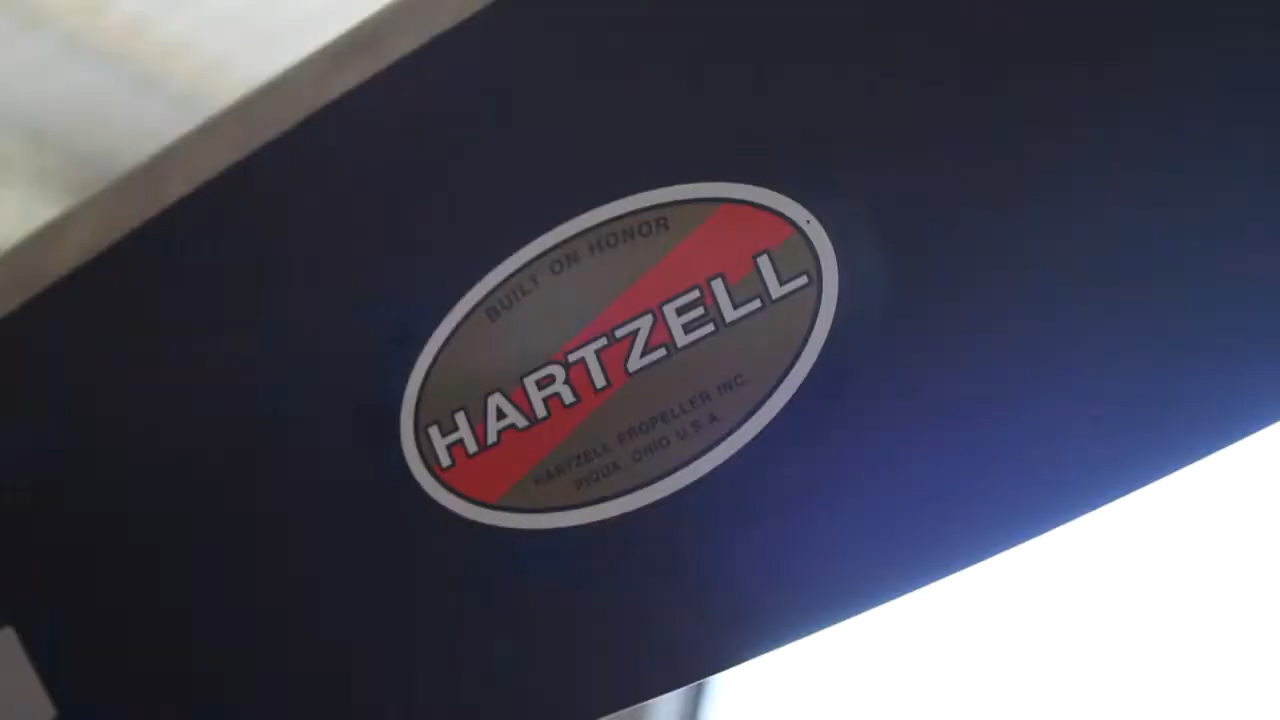 BUILT ON HONOR
HARTZELL
HARTZELL PROPELLER INC.
PIQUA, OHIO U.S.A.